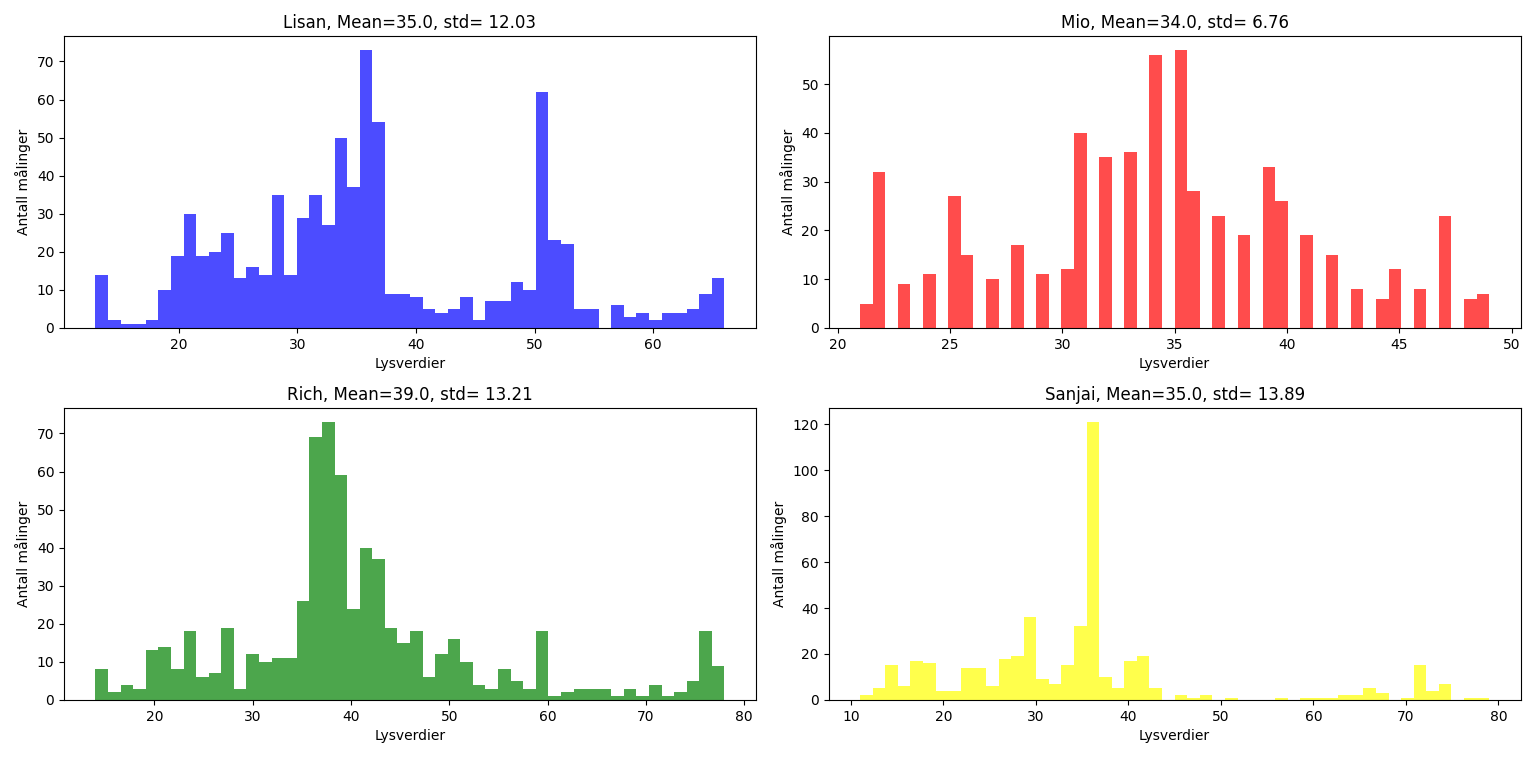 Lisan, Mean=35.0, std= 12.03
Antall målinger
70
60
50
40
30
20
10
0
20 30 40 50 60
Lysverdier
Mio, Mean=34.0, std= 6.76
Antall målinger
50
40
30
20
10
0
20 25 30 35 40 45 50
Lysverdier
Rich, Mean=39.0, std= 13.21
Antall målinger
70
60
50
40
30
20
10
0
20 30 40 50 60 70 80
Lysverdier
Sanjai, Mean=35.0, std= 13.89
Antall målinger
120
100
80
60
40
20
0
10 20 30 40 50 60 70 80
Lysverdier